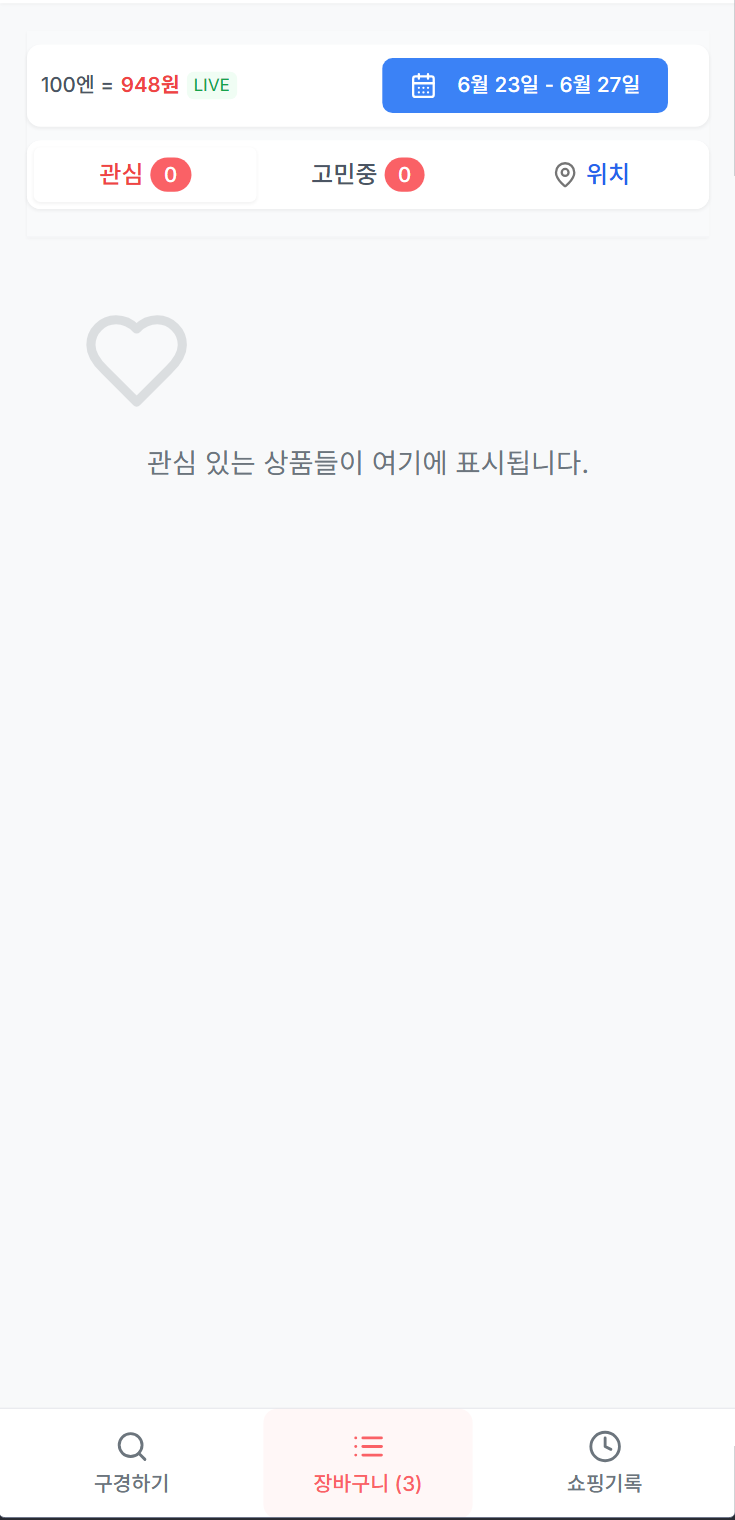 100엔 = 948원 LIVE
6월 23일 - 6월 27일
관심 0 고민중 0 위치
관심 있는 상품들이 여기에 표시됩니다.
구경하기 장바구니 (3) 쇼핑기록